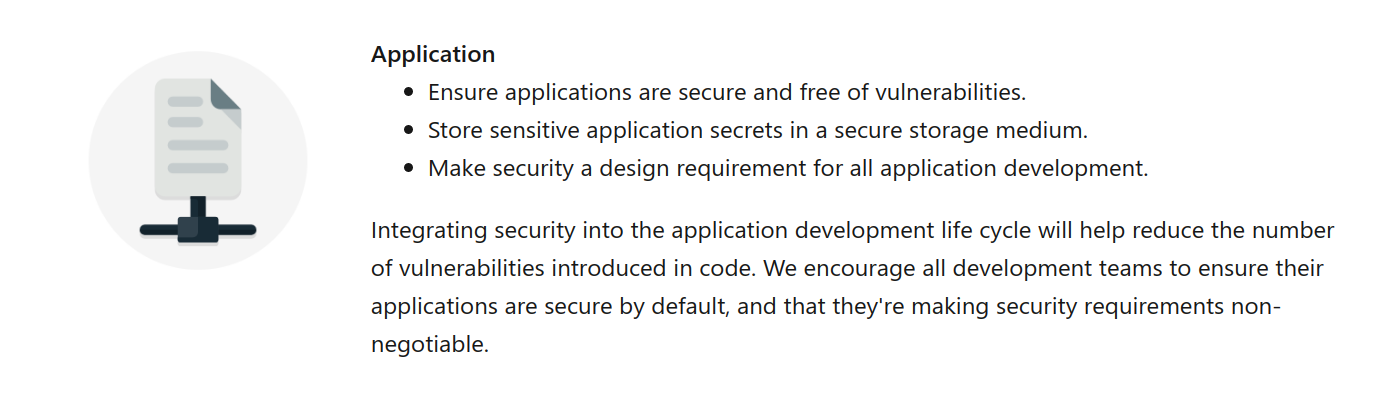 Application
Ensure applications are secure and free of vulnerabilities.
Store sensitive application secrets in a secure storage medium.
Make security a design requirement for all application development.
Integrating security into the application development life cycle will help reduce the number
of vulnerabilities introduced in code. We encourage all development teams to ensure their
applications are secure by default, and that they're making security requirements non-
negotiable.